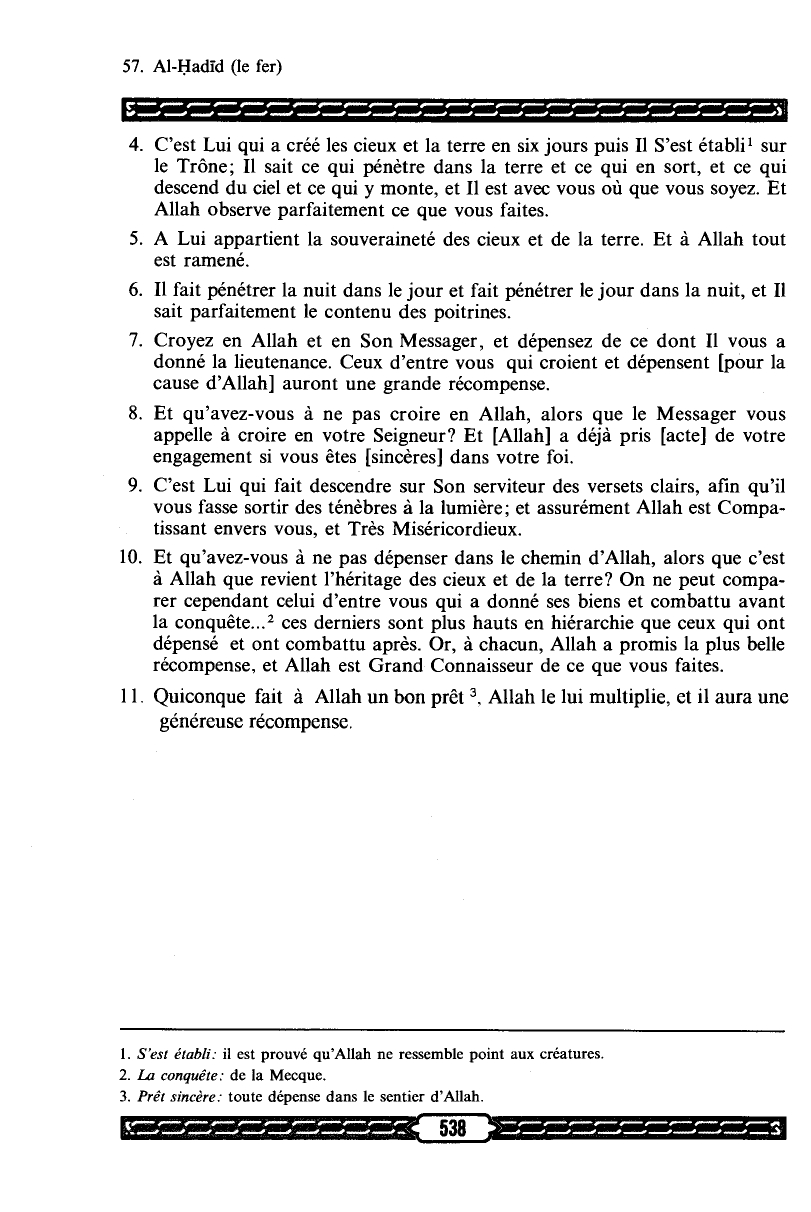 57. Al-Ḥadīd (le fer)
4. C'est Lui qui a créé les cieux et la terre en six jours puis Il S'est établi¹ sur
le Trône; Il sait ce qui pénètre dans la terre et ce qui en sort, et ce qui
descend du ciel et ce qui y monte, et Il est avec vous où que vous soyez. Et
Allah observe parfaitement ce que vous faites.
5. A Lui appartient la souveraineté des cieux et de la terre. Et à Allah tout
est ramené.
6. Il fait pénétrer la nuit dans le jour et fait pénétrer le jour dans la nuit, et Il
sait parfaitement le contenu des poitrines.
7. Croyez en Allah et en Son Messager, et dépensez de ce dont Il vous a
donné la lieutenance. Ceux d'entre vous qui croient et dépensent [pour la
cause d'Allah] auront une grande récompense.
8. Et qu'avez-vous à ne pas croire en Allah, alors que le Messager vous
appelle à croire en votre Seigneur? Et [Allah] a déjà pris [acte] de votre
engagement si vous êtes [sincères] dans votre foi.
9. C'est Lui qui fait descendre sur Son serviteur des versets clairs, afin qu'il
vous fasse sortir des ténèbres à la lumière; et assurément Allah est Compa-
tissant envers vous, et Très Miséricordieux.
10. Et qu'avez-vous à ne pas dépenser dans le chemin d'Allah, alors que c'est
à Allah que revient l'héritage des cieux et de la terre? On ne peut compa-
rer cependant celui d'entre vous qui a donné ses biens et combattu avant
la conquête...² ces derniers sont plus hauts en hiérarchie que ceux qui ont
dépensé et ont combattu après. Or, à chacun, Allah a promis la plus belle
récompense, et Allah est Grand Connaisseur de ce que vous faites.
11. Quiconque fait à Allah un bon prêt ³, Allah le lui multiplie, et il aura une
généreuse récompense.
1. S'est établi: il est prouvé qu'Allah ne ressemble point aux créatures.
2. La conquête: de la Mecque.
3. Prêt sincère: toute dépense dans le sentier d'Allah.
538